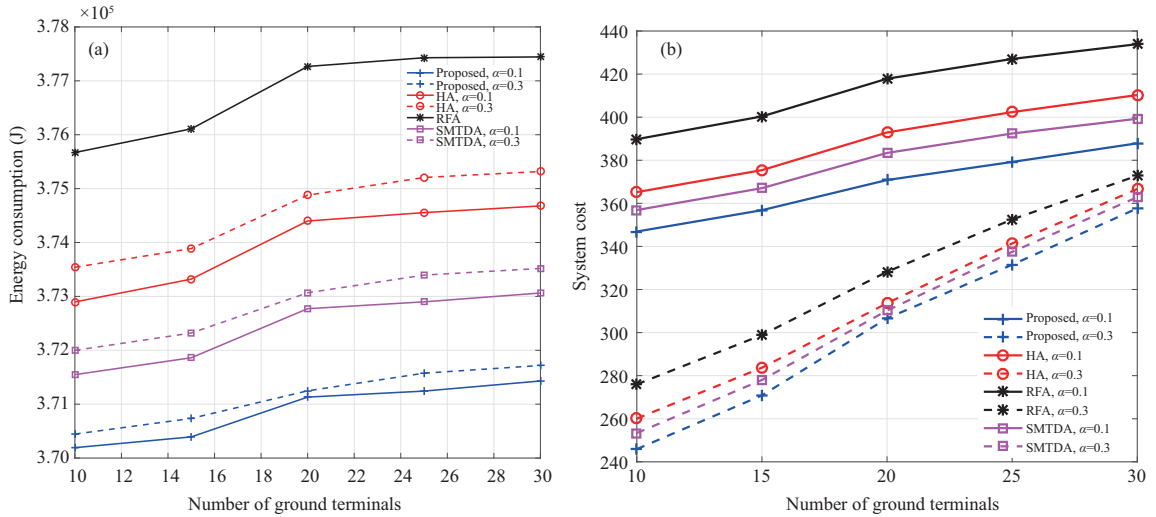 ×10⁵
(a)
3.78
3.77
3.76
3.75
3.74
3.73
3.72
3.71
3.70
Energy consumption (J)
10 12 14 16 18 20 22 24 26 28 30
Number of ground terminals
Proposed, α=0.1
Proposed, α=0.3
HA, α=0.1
HA, α=0.3
RFA
SMTDA, α=0.1
SMTDA, α=0.3
(b)
440
420
400
380
360
340
320
300
280
260
240
System cost
10 15 20 25 30
Number of ground terminals
Proposed, α=0.1
Proposed, α=0.3
HA, α=0.1
HA, α=0.3
RFA, α=0.1
RFA, α=0.3
SMTDA, α=0.1
SMTDA, α=0.3